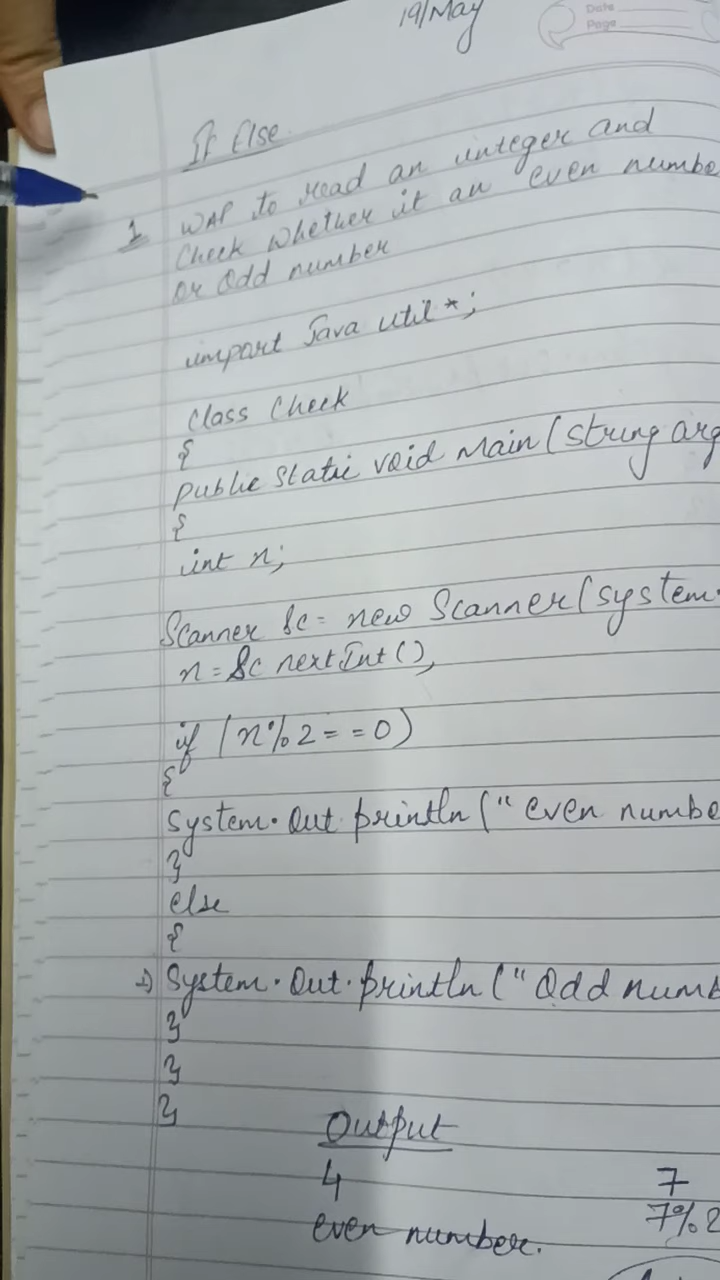 19/May
Date
Page
If Else
1 WAP to read an integer and
Check whether it an even numbe
or Odd number
import Java util *;
Class Check
{
public Static void Main (String arg
{
int n;
Scanner Sc = new Scanner (System.
n = Sc nextInt (),
if (n%2 = = 0)
{
System. Out. println (" even numbe
}
else
{
→ System. Out. println (" Odd numb
}
}
}
Output
4 7
even number. 7%2